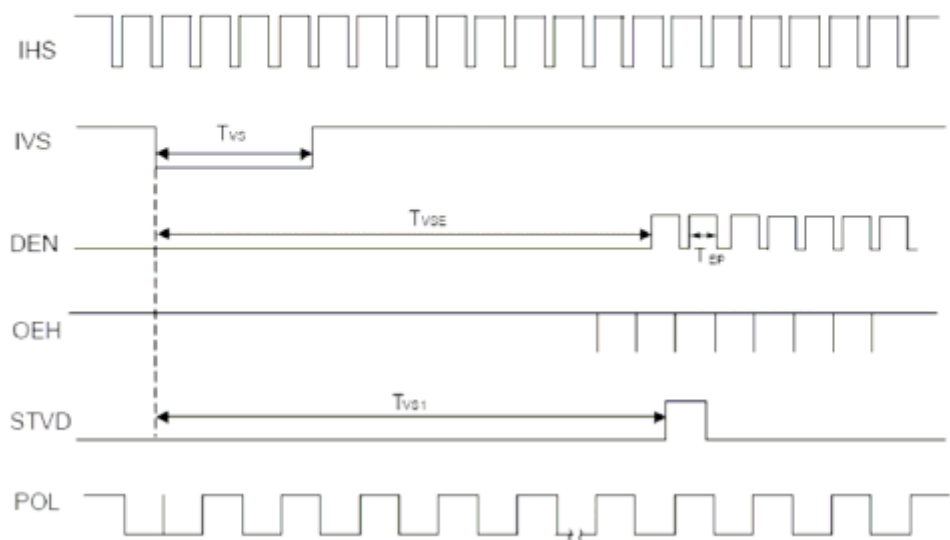 IHS
IVS
TVS
DEN
TVSE
TEP
OEH
STVD
TVS1
POL